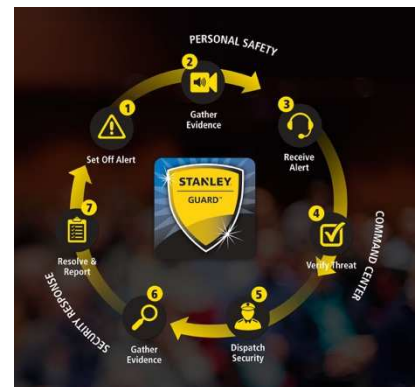 PERSONAL SAFETY
1
Set Off Alert
2
Gather
Evidence
3
Receive
Alert
COMMAND CENTER
4
Verify Threat
5
Dispatch
Security
SECURITY RESPONSE
6
Gather
Evidence
7
Resolve &
Report
STANLEY
GUARD™